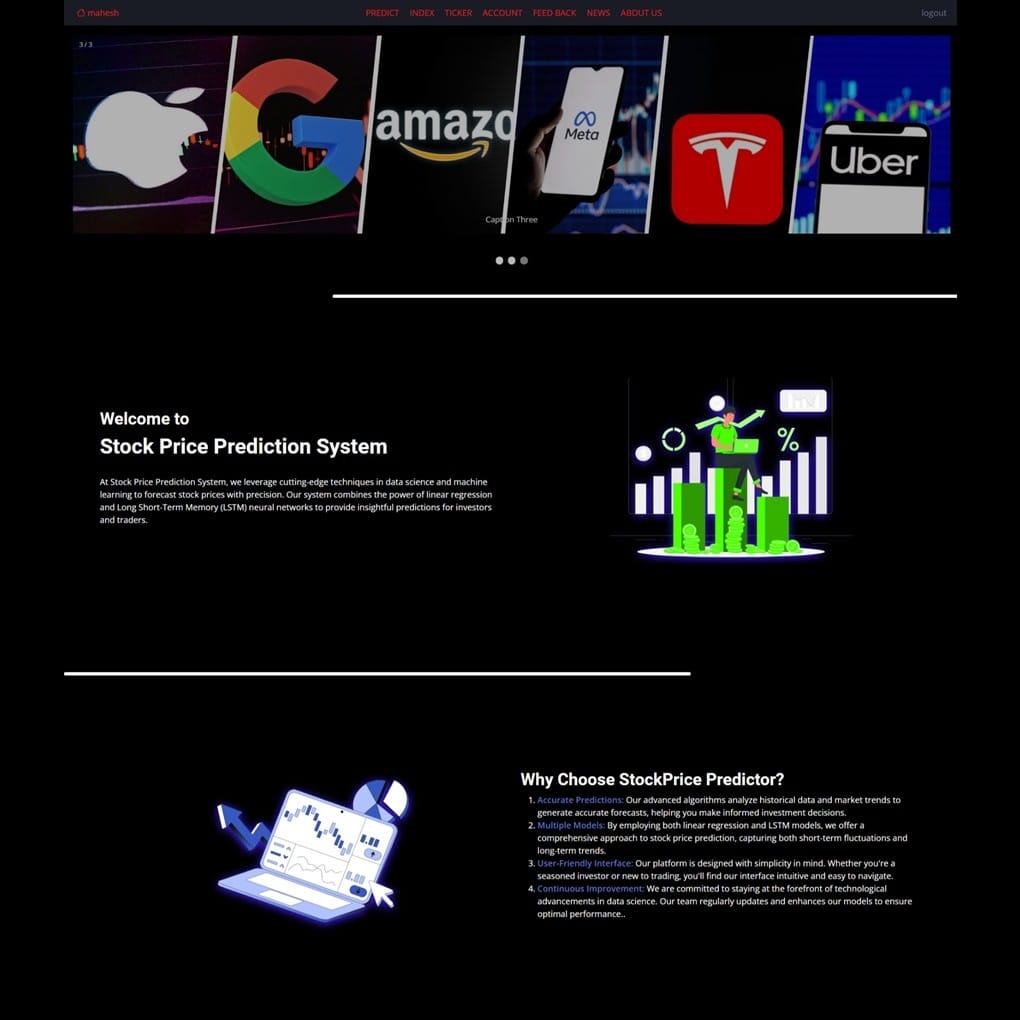 mahesh
PREDICT INDEX TICKER ACCOUNT FEED BACK NEWS ABOUT US
logout
3 / 3
amazo
Meta
Uber
Caption Three
Welcome to
Stock Price Prediction System
At Stock Price Prediction System, we leverage cutting-edge techniques in data science and machine
learning to forecast stock prices with precision. Our system combines the power of linear regression
and Long Short-Term Memory (LSTM) neural networks to provide insightful predictions for investors
and traders.
%
Why Choose StockPrice Predictor?
1. Accurate Predictions: Our advanced algorithms analyze historical data and market trends to
generate accurate forecasts, helping you make informed investment decisions.
2. Multiple Models: By employing both linear regression and LSTM models, we offer a
comprehensive approach to stock price prediction, capturing both short-term fluctuations and
long-term trends.
3. User-Friendly Interface: Our platform is designed with simplicity in mind. Whether you're a
seasoned investor or new to trading, you'll find our interface intuitive and easy to navigate.
4. Continuous Improvement: We are committed to staying at the forefront of technological
advancements in data science. Our team regularly updates and enhances our models to ensure
optimal performance..